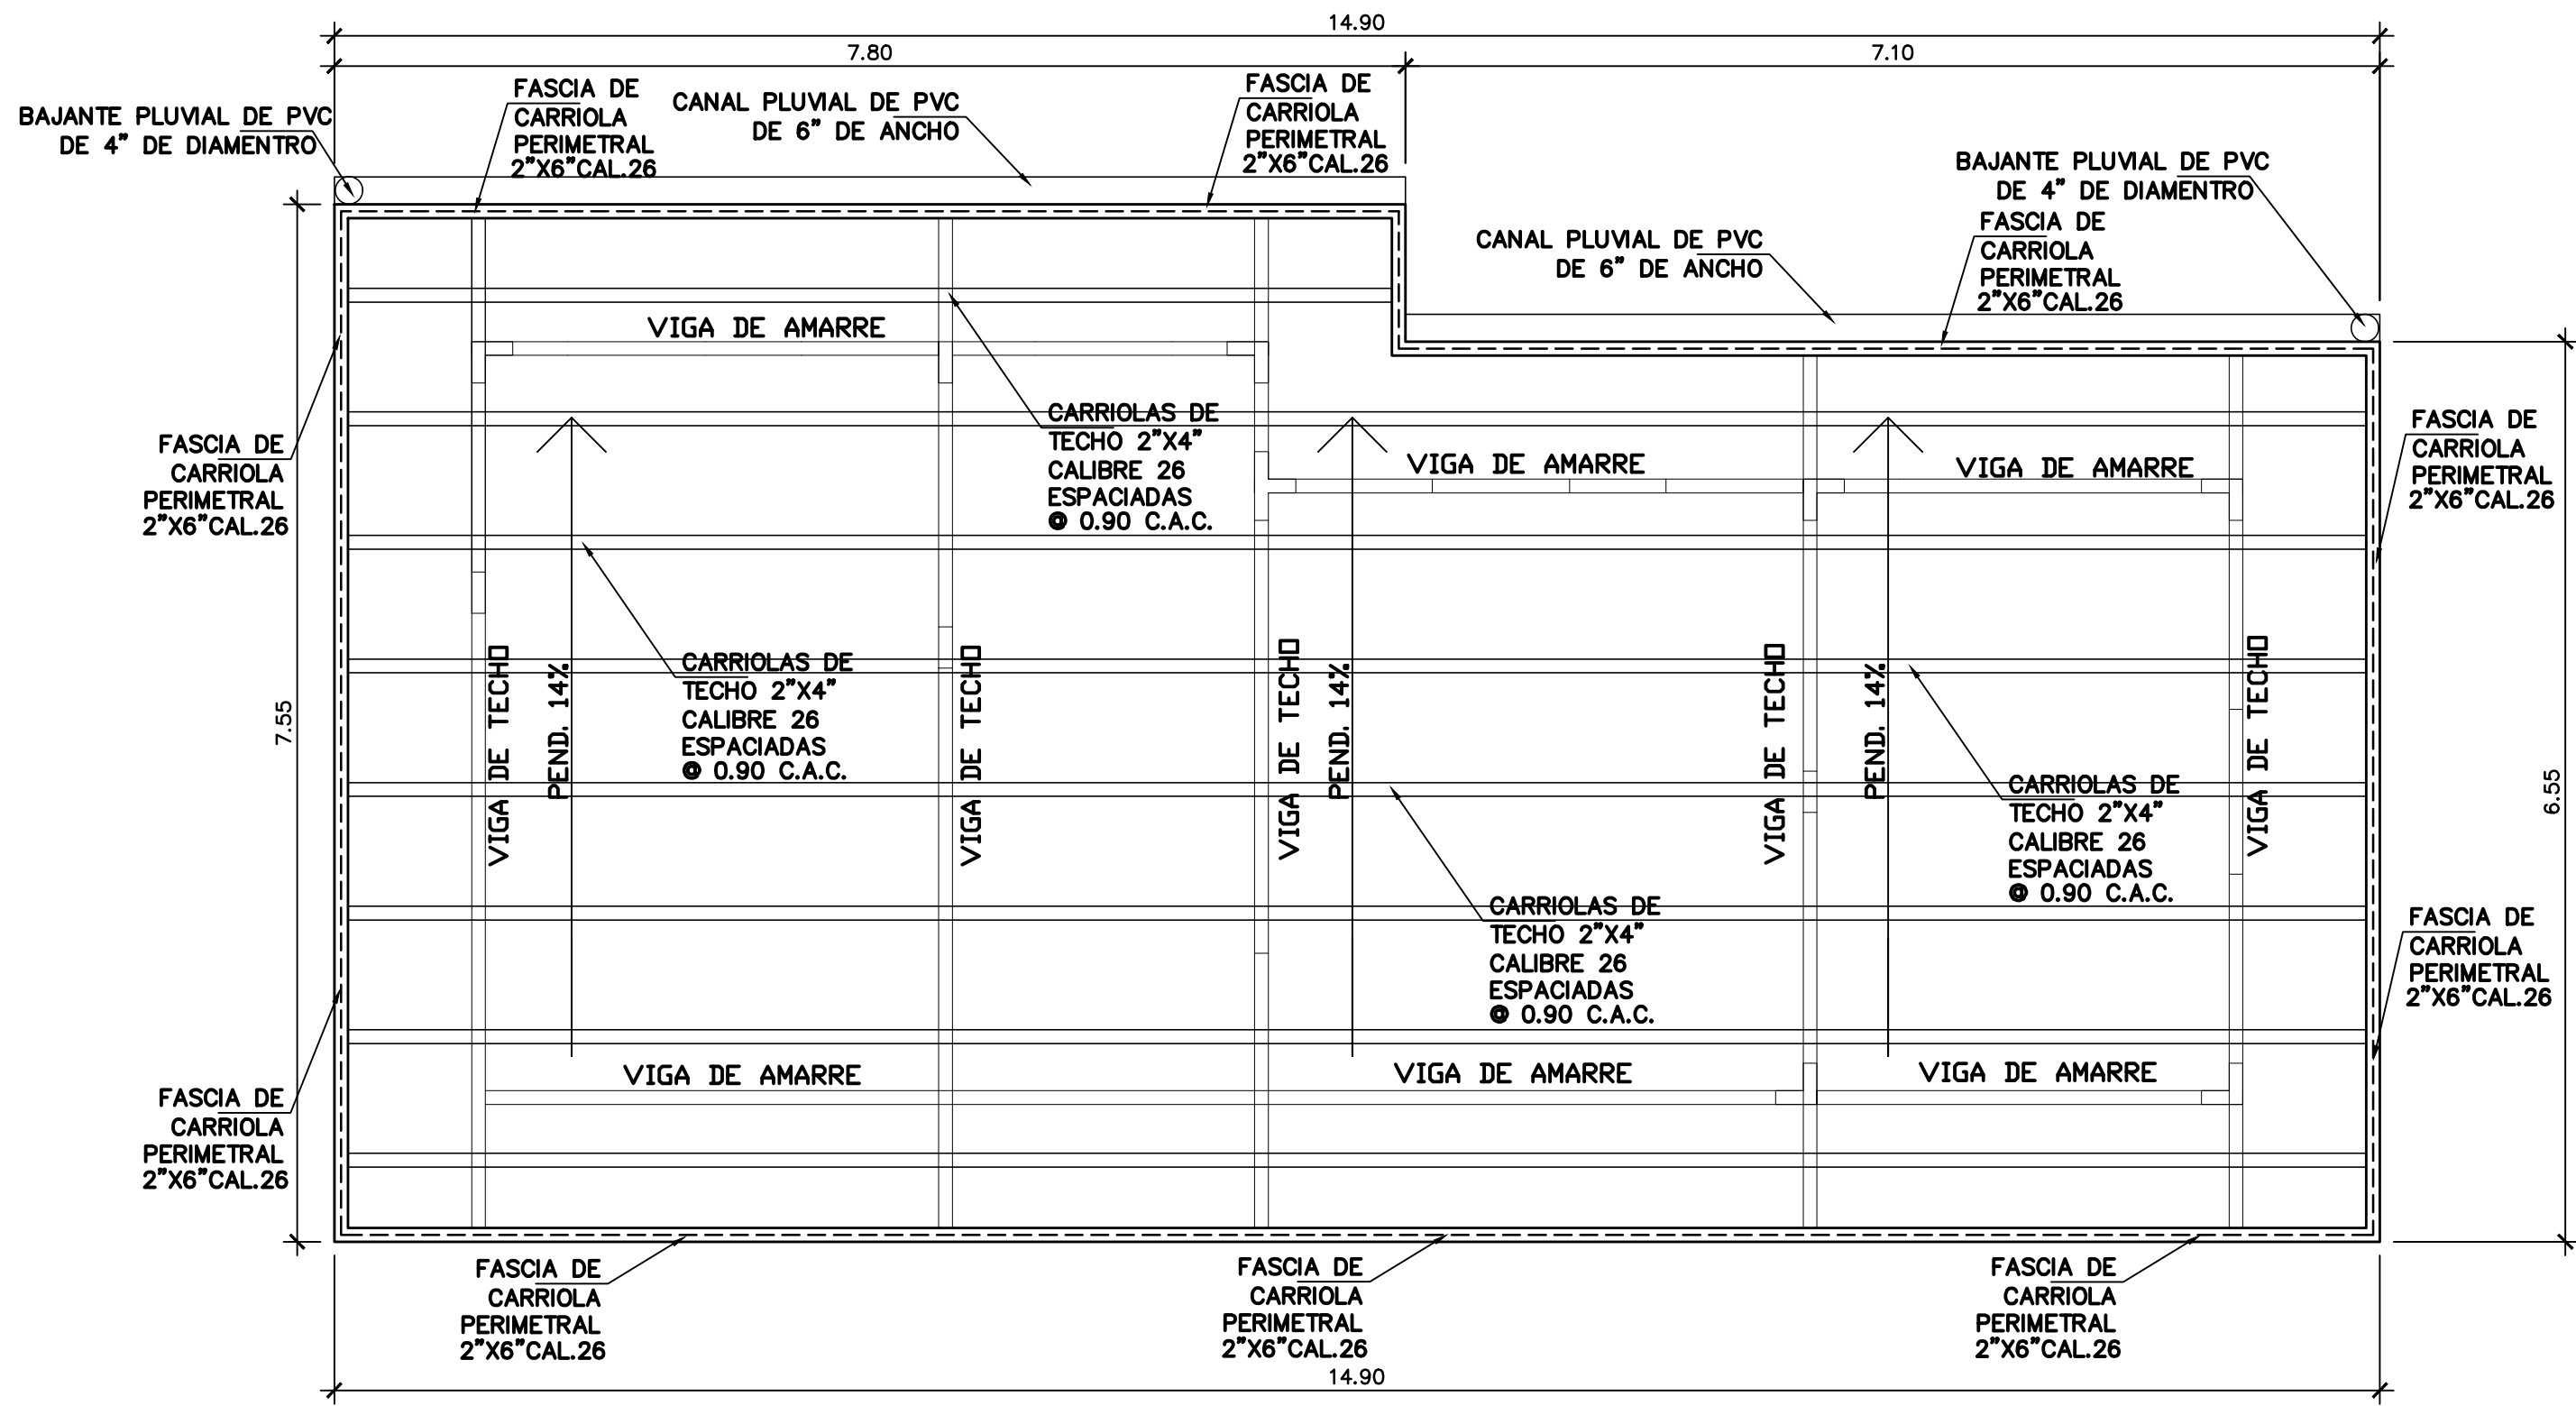 14.90
7.80
7.10
BAJANTE PLUVIAL DE PVC
DE 4" DE DIAMENTRO
FASCIA DE
CARRIOLA
PERIMETRAL
2"X6"CAL.26
CANAL PLUVIAL DE PVC
DE 6" DE ANCHO
FASCIA DE
CARRIOLA
PERIMETRAL
2"X6"CAL.26
BAJANTE PLUVIAL DE PVC
DE 4" DE DIAMENTRO
FASCIA DE
CARRIOLA
PERIMETRAL
2"X6"CAL.26
CANAL PLUVIAL DE PVC
DE 6" DE ANCHO
VIGA DE AMARRE
FASCIA DE
CARRIOLA
PERIMETRAL
2"X6"CAL.26
CARRIOLAS DE
TECHO 2"X4"
CALIBRE 26
ESPACIADAS
@ 0.90 C.A.C.
VIGA DE AMARRE
VIGA DE AMARRE
FASCIA DE
CARRIOLA
PERIMETRAL
2"X6"CAL.26
7.55
VIGA DE TECHO
PEND. 14%.
CARRIOLAS DE
TECHO 2"X4"
CALIBRE 26
ESPACIADAS
@ 0.90 C.A.C.
VIGA DE TECHO
VIGA DE TECHO
PEND. 14%.
VIGA DE TECHO
PEND. 14%.
CARRIOLAS DE
TECHO 2"X4"
CALIBRE 26
ESPACIADAS
@ 0.90 C.A.C.
VIGA DE TECHO
6.55
CARRIOLAS DE
TECHO 2"X4"
CALIBRE 26
ESPACIADAS
@ 0.90 C.A.C.
FASCIA DE
CARRIOLA
PERIMETRAL
2"X6"CAL.26
FASCIA DE
CARRIOLA
PERIMETRAL
2"X6"CAL.26
VIGA DE AMARRE
VIGA DE AMARRE
VIGA DE AMARRE
FASCIA DE
CARRIOLA
PERIMETRAL
2"X6"CAL.26
FASCIA DE
CARRIOLA
PERIMETRAL
2"X6"CAL.26
FASCIA DE
CARRIOLA
PERIMETRAL
2"X6"CAL.26
14.90